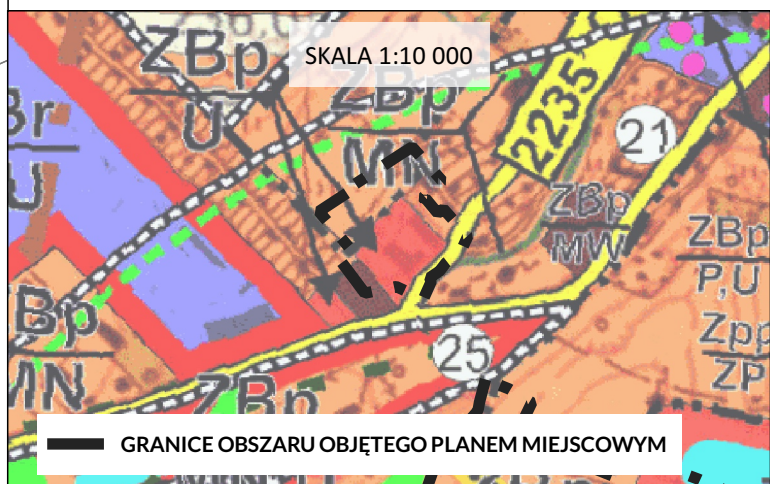 SKALA 1:10 000
ZBp
U
ZBp
MN
2235
21
Br
U
ZBp
MW
ZBp
P,U
Bp
MN
25
Zpp
ZP
ZBp
GRANICE OBSZARU OBJĘTEGO PLANEM MIEJSCOWYM